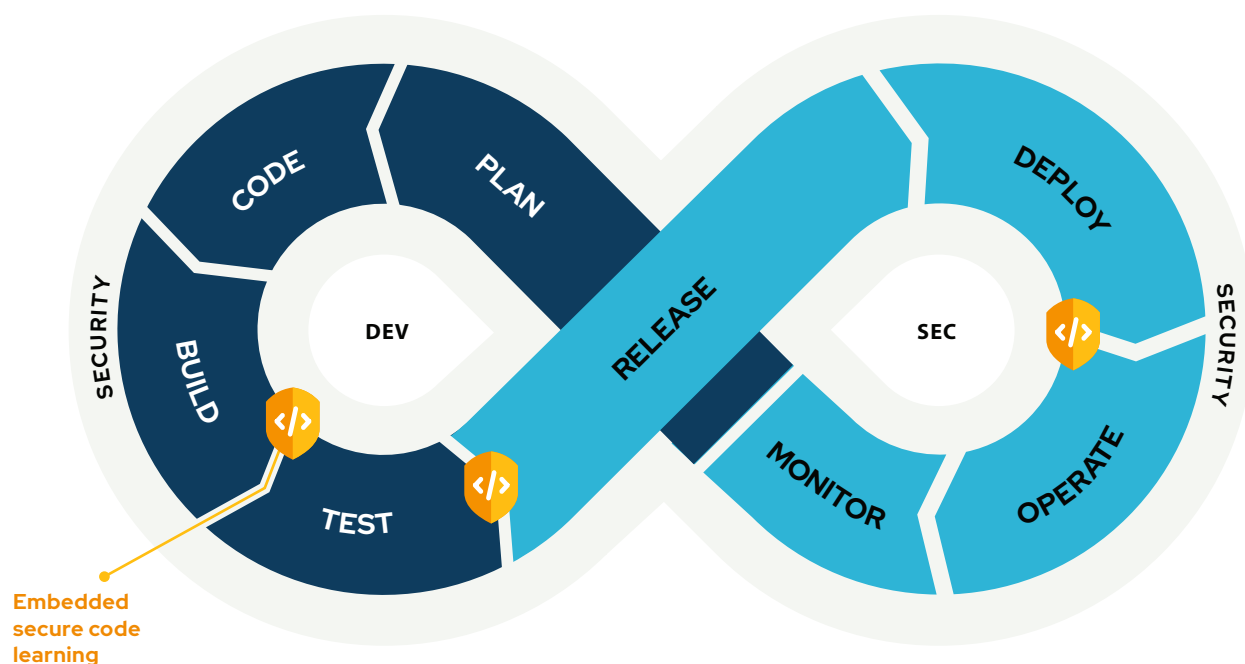 CODE
PLAN
DEPLOY
SECURITY
BUILD
DEV
RELEASE
SEC
SECURITY
TEST
MONITOR
OPERATE
Embedded
secure code
learning